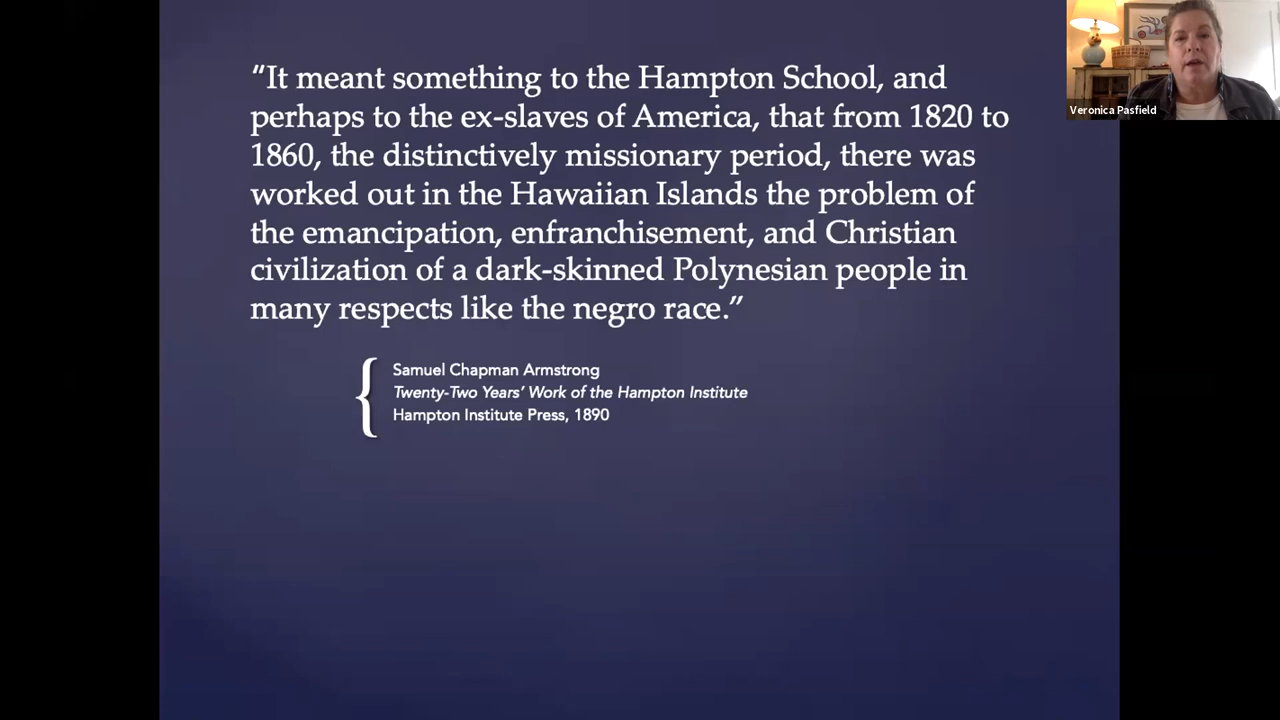 “It meant something to the Hampton School, and
perhaps to the ex-slaves of America, that from 1820 to
1860, the distinctively missionary period, there was
worked out in the Hawaiian Islands the problem of
the emancipation, enfranchisement, and Christian
civilization of a dark-skinned Polynesian people in
many respects like the negro race.”
Samuel Chapman Armstrong
Twenty-Two Years’ Work of the Hampton Institute
Hampton Institute Press, 1890
Veronica Pasfield